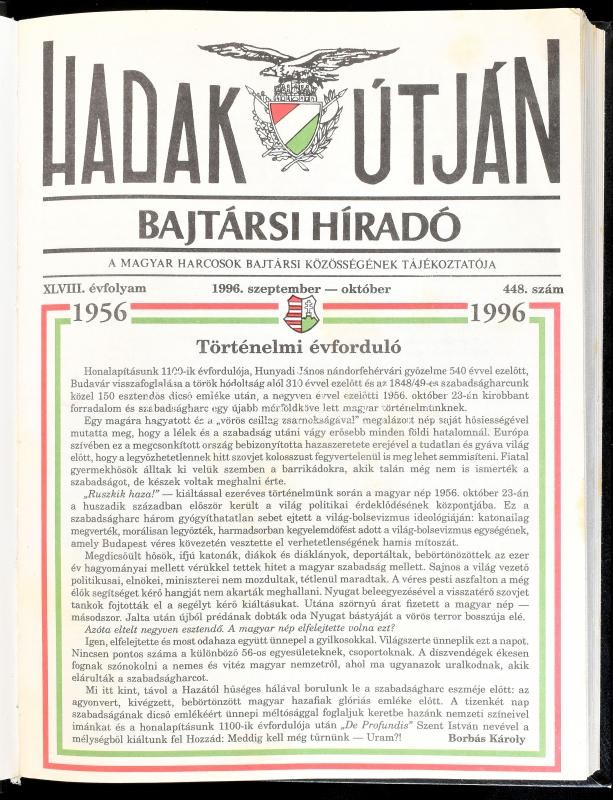 HADAK ÚTJÁN
BAJTÁRSI HÍRADÓ
A MAGYAR HARCOSOK BAJTÁRSI KÖZÖSSÉGÉNEK TÁJÉKOZTATÓJA
XLVIII. évfolyam 1996. szeptember — október 448. szám
1956 1996
Történelmi évforduló
Honalapításunk 1100-ik évfordulója, Hunyadi János nándorfehérvári győzelme 540 évvel ezelőtt,
Budavár visszafoglalása a török hódoltság alól 310 évvel ezelőtt és az 1848/49-es szabadságharcunk
közel 150 esztendős dicső emléke után, a negyven évvel ezelőtti 1956. október 23-án kirobbant
forradalom és szabadságharc egy újabb mérföldköve lett magyar történelmünknek.
Egy magára hagyatott és a „vörös csillag zsarnokságával" megalázott nép saját hősiességével
mutatta meg, hogy a lélek és a szabadság utáni vágy erősebb minden földi hatalomnál. Európa
szívében ez a megcsonkított ország bebizonyította hazaszeretete erejével a tudatlan és gyáva világ
előtt, hogy a legyőzhetetlennek hitt szovjet kolosszust fegyvertelenül is meg lehet semmisíteni. Fiatal
gyermekhősök álltak ki velük szemben a barrikádokra, akik talán még nem is ismerték a
szabadságot, de készek voltak meghalni érte.
„Ruszkik haza!" — kiáltással ezeréves történelmünk során a magyar nép 1956. október 23-án
a huszadik században először került a világ politikai érdeklődésének központjába. Ez a
szabadságharc három gyógyíthatatlan sebet ejtett a világ-bolsevizmus ideológiáján: katonailag
megverték, morálisan legyőzték, harmadsorban kegyelemdöfést adott a világ-bolsevizmus egységének,
amely Budapest véres kövezetén vesztette el verhetetlenségének hamis mítoszát.
Megdicsőült hősök, ifjú katonák, diákok és diáklányok, deportáltak, bebörtönözöttek az ezer
év hagyományai mellett vérükkel tettek hitet a magyar szabadság mellett. Sajnos a világ vezető
politikusai, elnökei, miniszterei nem mozdultak, tétlenül maradtak. A véres pesti aszfalton a még
élők segítséget kérő hangját nem akarták meghallani. Nyugat beleegyezésével a visszatérő szovjet
tankok fojtották el a segélyt kérő kiáltásukat. Utána szörnyű árat fizetett a magyar nép —
másodszor. Jalta után újból prédának dobták oda Nyugat bástyáját a vörös terror bosszúja elé.
Azóta eltelt negyven esztendő. A magyar nép elfelejtette volna ezt?
Igen, elfelejtette és most odahaza együtt ünnepel a gyilkosokkal. Világszerte ünneplik ezt a napot.
Nincsen pontos száma a különböző 56-os egyesületeknek, csoportoknak. A díszvendégek ékesen
fognak szónokolni a nemes és vitéz magyar nemzetről, ahol ma ugyanazok uralkodnak, akik
elárulták a szabadságharcot.
Mi itt kint, távol a Hazától hűséges hálával borulunk le a szabadságharc eszméje előtt: az
agyonvert, kivégzett, bebörtönzött magyar hazafiak glóriás emléke előtt. A tizenkét nap
szabadságának dicső emlékéért ünnepi méltósággal foglaljuk keretbe hazánk nemzeti színeivel
imánkat és a honalapításunk 1100-ik évfordulója után „De Profundis" Szent István nevével a
mélységből kiáltunk fel Hozzád: Meddig kell még tűrnünk — Uram?! Borbás Károly